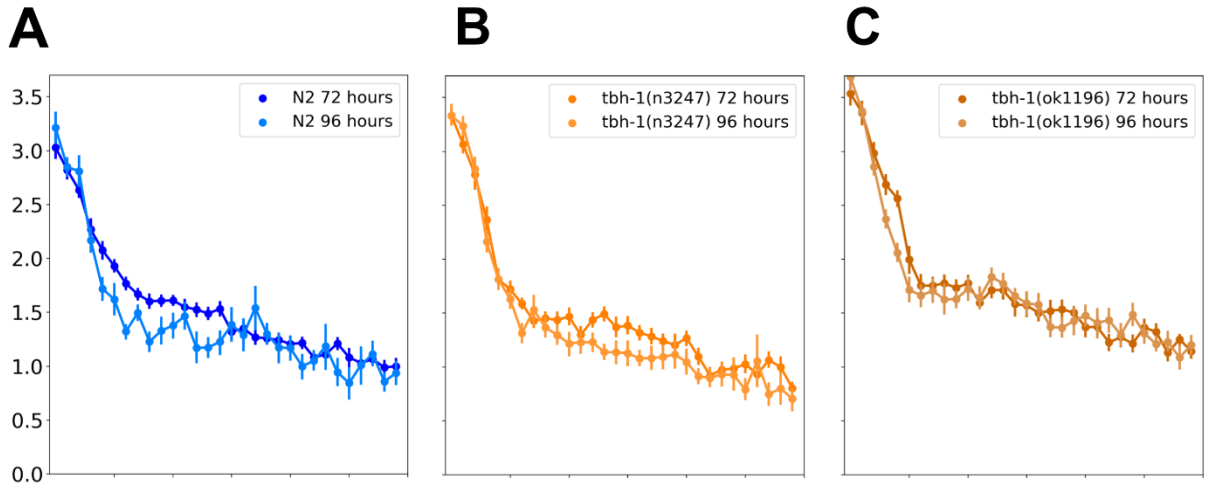 A
B
C
3.5
3.0
2.5
2.0
1.5
1.0
0.5
0.0
N2 72 hours
N2 96 hours
tbh-1(n3247) 72 hours
tbh-1(n3247) 96 hours
tbh-1(ok1196) 72 hours
tbh-1(ok1196) 96 hours